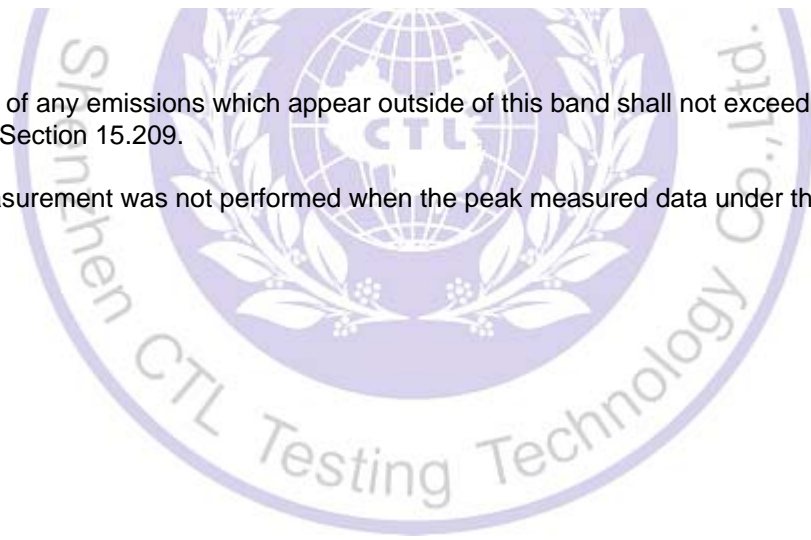 of any emissions which appear outside of this band shall not exceed
Section 15.209.
asurement was not performed when the peak measured data under th
CTL
Shenzhen CTL Testing Technology Co., Ltd.